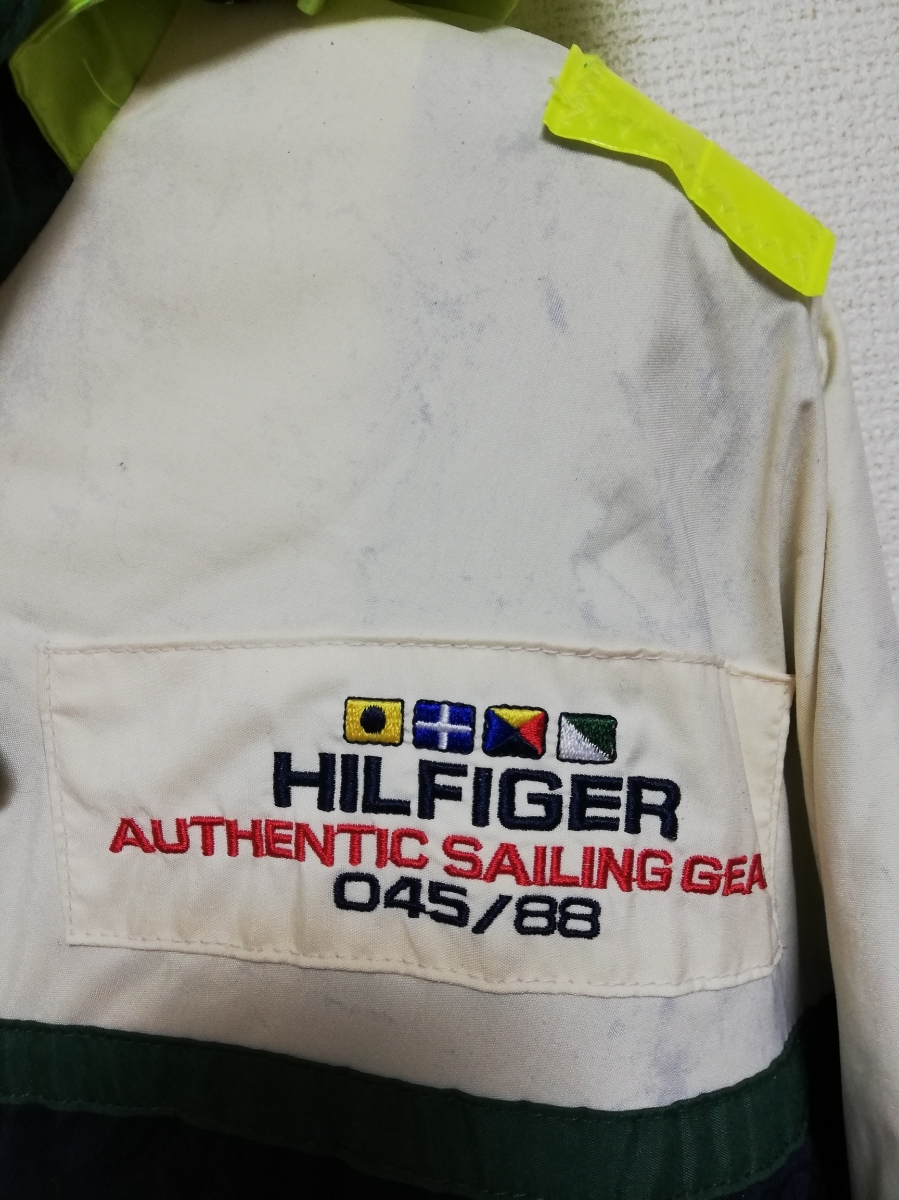 HILFIGER
AUTHENTIC SAILING GEA
045/88